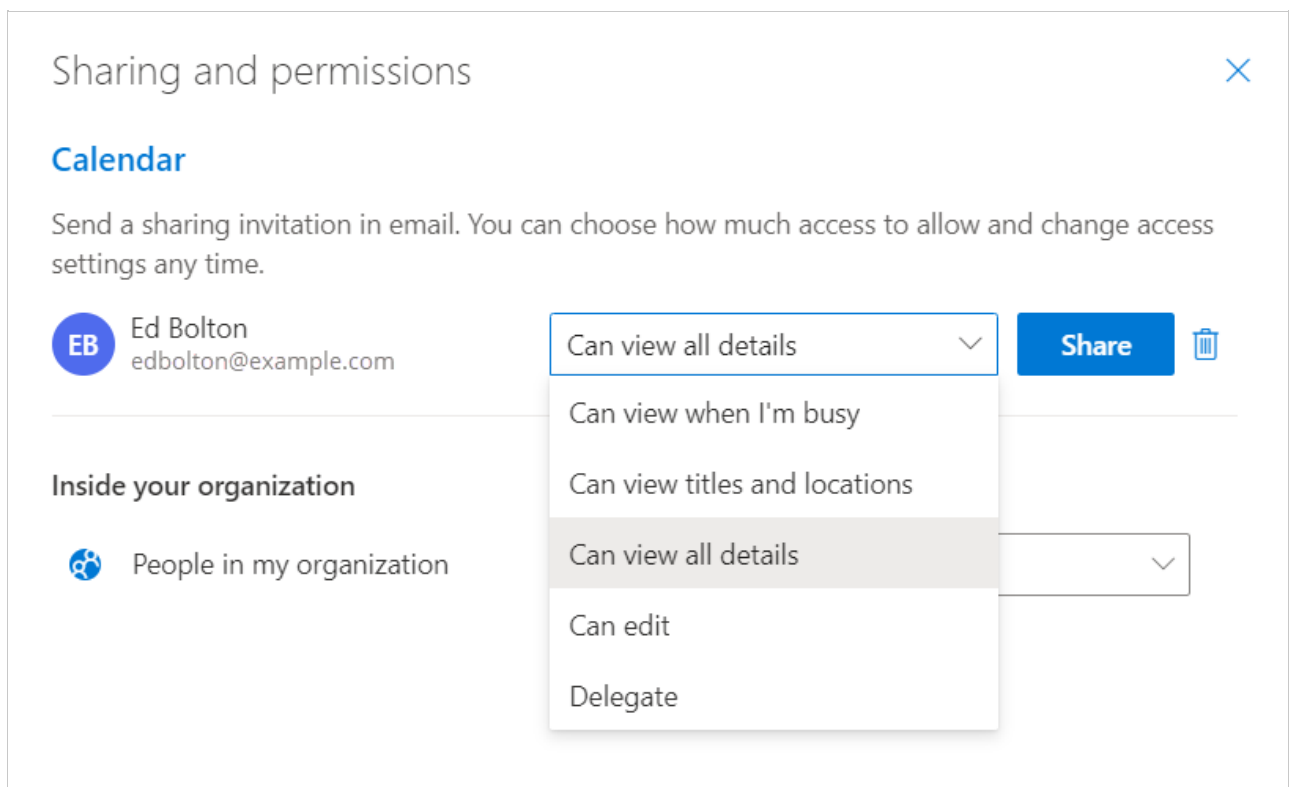 Sharing and permissions
Calendar
Send a sharing invitation in email. You can choose how much access to allow and change access
settings any time.
EB
Ed Bolton
edbolton@example.com
Can view all details
Share
Can view when I'm busy
Can view titles and locations
Can view all details
Can edit
Delegate
Inside your organization
People in my organization